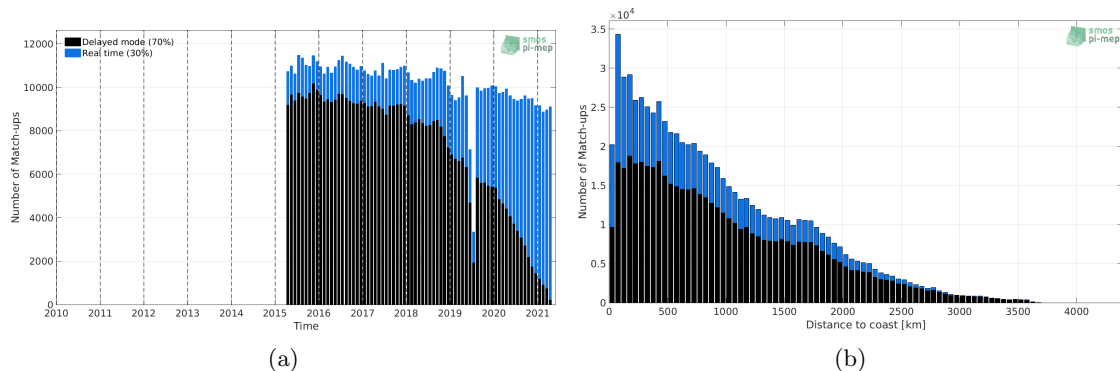 12000
10000
8000
6000
4000
2000
0
Number of Match-ups
Delayed mode (70%)
Real time (30%)
smos
pi-mep
2010 2011 2012 2013 2014 2015 2016 2017 2018 2019 2020 2021
Time
(a)
×10⁴
3.5
3
2.5
2
1.5
1
0.5
0
Number of Match-ups
smos
pi-mep
0 500 1000 1500 2000 2500 3000 3500 4000
Distance to coast [km]
(b)